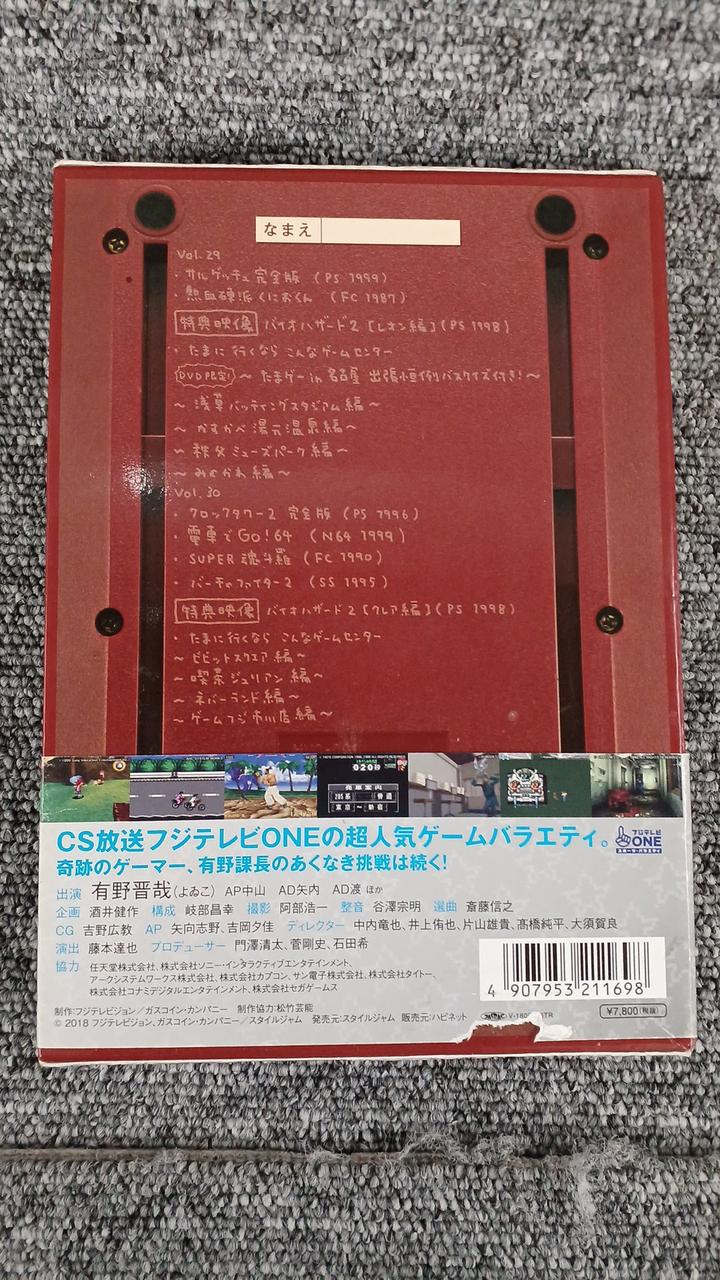 なまえ
Vol.29
・サルゲッチュ 完全版 (PS 1999)
・熱血硬派くにおくん (FC 1987)
特典映像 バイオハザード2【レオン編】(PS 1998)
・たまに行くなら こんなゲームセンター
DVD限定! ～たまゲー in 名古屋 出張恒例バスクイズ付き!～
～浅草バッティングスタジアム編～
～かすかべ湯元温泉編～
～秩父ミューズパーク編～
～みすかわ編～
Vol.30
・クロックタワー2 完全版 (PS 1996)
・電車でGo!64 (N64 1999)
・SUPER魂斗羅 (FC 1990)
・バーチャファイター2 (SS 1995)
特典映像 バイオハザード2【クレア編】(PS 1998)
・たまに行くなら こんなゲームセンター
～ビビットスクエア編～
～喫茶ジュリアン編～
～ネバーランド編～
～ゲームフジ市川店編～
CS放送フジテレビONEの超人気ゲームバラエティ。 フジテレビ ONE
奇跡のゲーマー、有野課長のあくなき挑戦は続く!
出演 有野晋哉(よゐこ) AP中山 AD矢内 AD渡 ほか
企画 酒井健作 構成 岐部昌幸 撮影 阿部浩一 整音 谷澤宗明 選曲 斎藤信之
CG 吉野広教 AP 矢向志野、吉岡夕佳 ディレクター 中内竜也、井上侑也、片山雄貴、髙橋純平、大須賀良
演出 藤本達也 プロデューサー 門澤清太、菅剛史、石田希
協力 任天堂株式会社、株式会社ソニー・インタラクティブエンタテインメント、
アークシステムワークス株式会社、株式会社カプコン、サン電子株式会社、株式会社タイトー、
株式会社コナミデジタルエンタテインメント、株式会社セガゲームス
4 907953 211698
制作:フジテレビジョン/ガスコイン・カンパニー 制作協力:松竹芸能
¥7,800(税抜)
© 2018 フジテレビジョン、ガスコイン・カンパニー/スタイルジャム 発売元:スタイルジャム 販売元:ハピネット